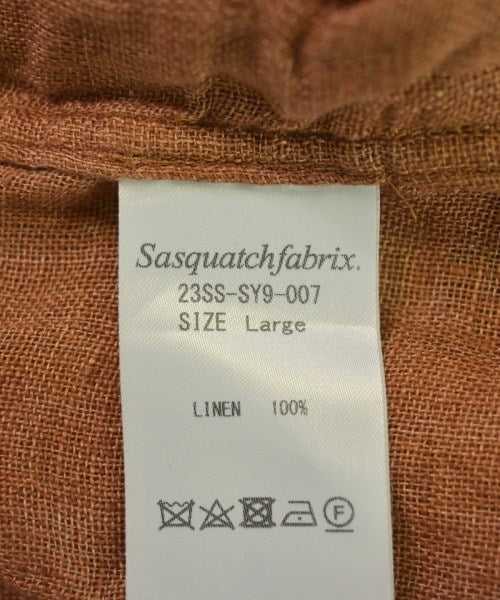 Sasquatchfabrix.
23SS-SY9-007
SIZE Large
LINEN 100%
F